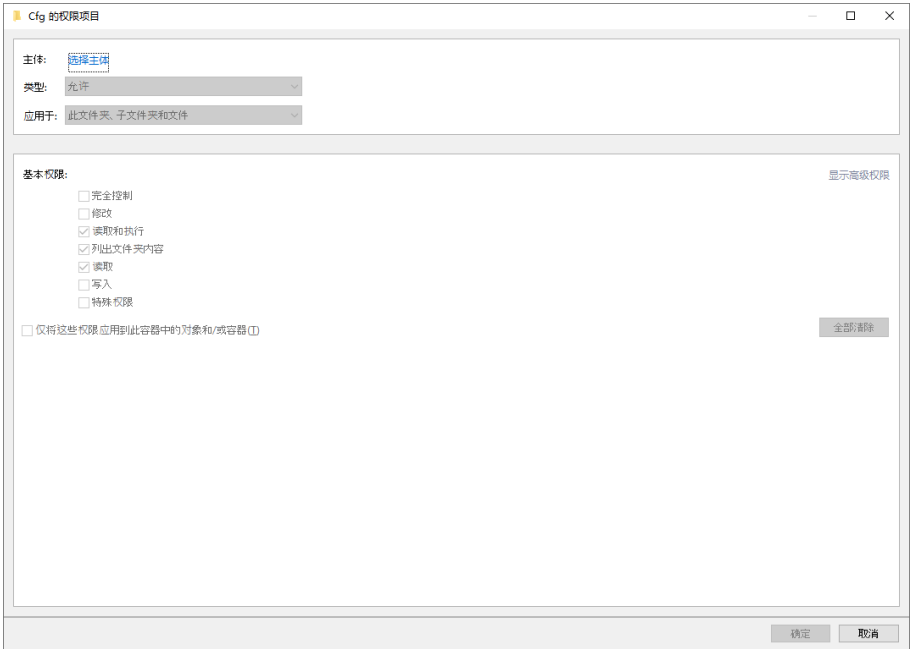 Cfg 的权限项目
主体: 选择主体
类型: 允许
应用于: 此文件夹、子文件夹和文件
基本权限: 显示高级权限
完全控制
修改
读取和执行
列出文件夹内容
读取
写入
特殊权限
仅将这些权限应用到此容器中的对象和/或容器(T)
全部清除
确定 取消